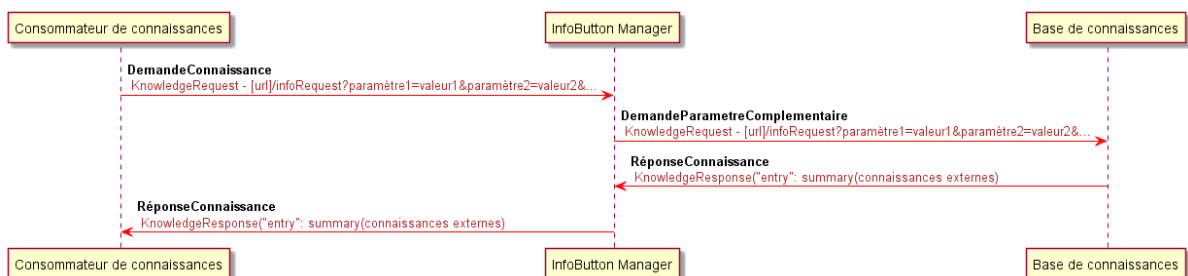 Consommateur de connaissances
InfoButton Manager
Base de connaissances
DemandeConnaissance
KnowledgeRequest - [url]/infoRequest?paramètre1=valeur1&paramètre2=valeur2&...
DemandeParametreComplementaire
KnowledgeRequest - [url]/infoRequest?paramètre1=valeur1&paramètre2=valeur2&...
RéponseConnaissance
KnowledgeResponse("entry": summary(connaissances externes)
RéponseConnaissance
KnowledgeResponse("entry": summary(connaissances externes)
Consommateur de connaissances
InfoButton Manager
Base de connaissances